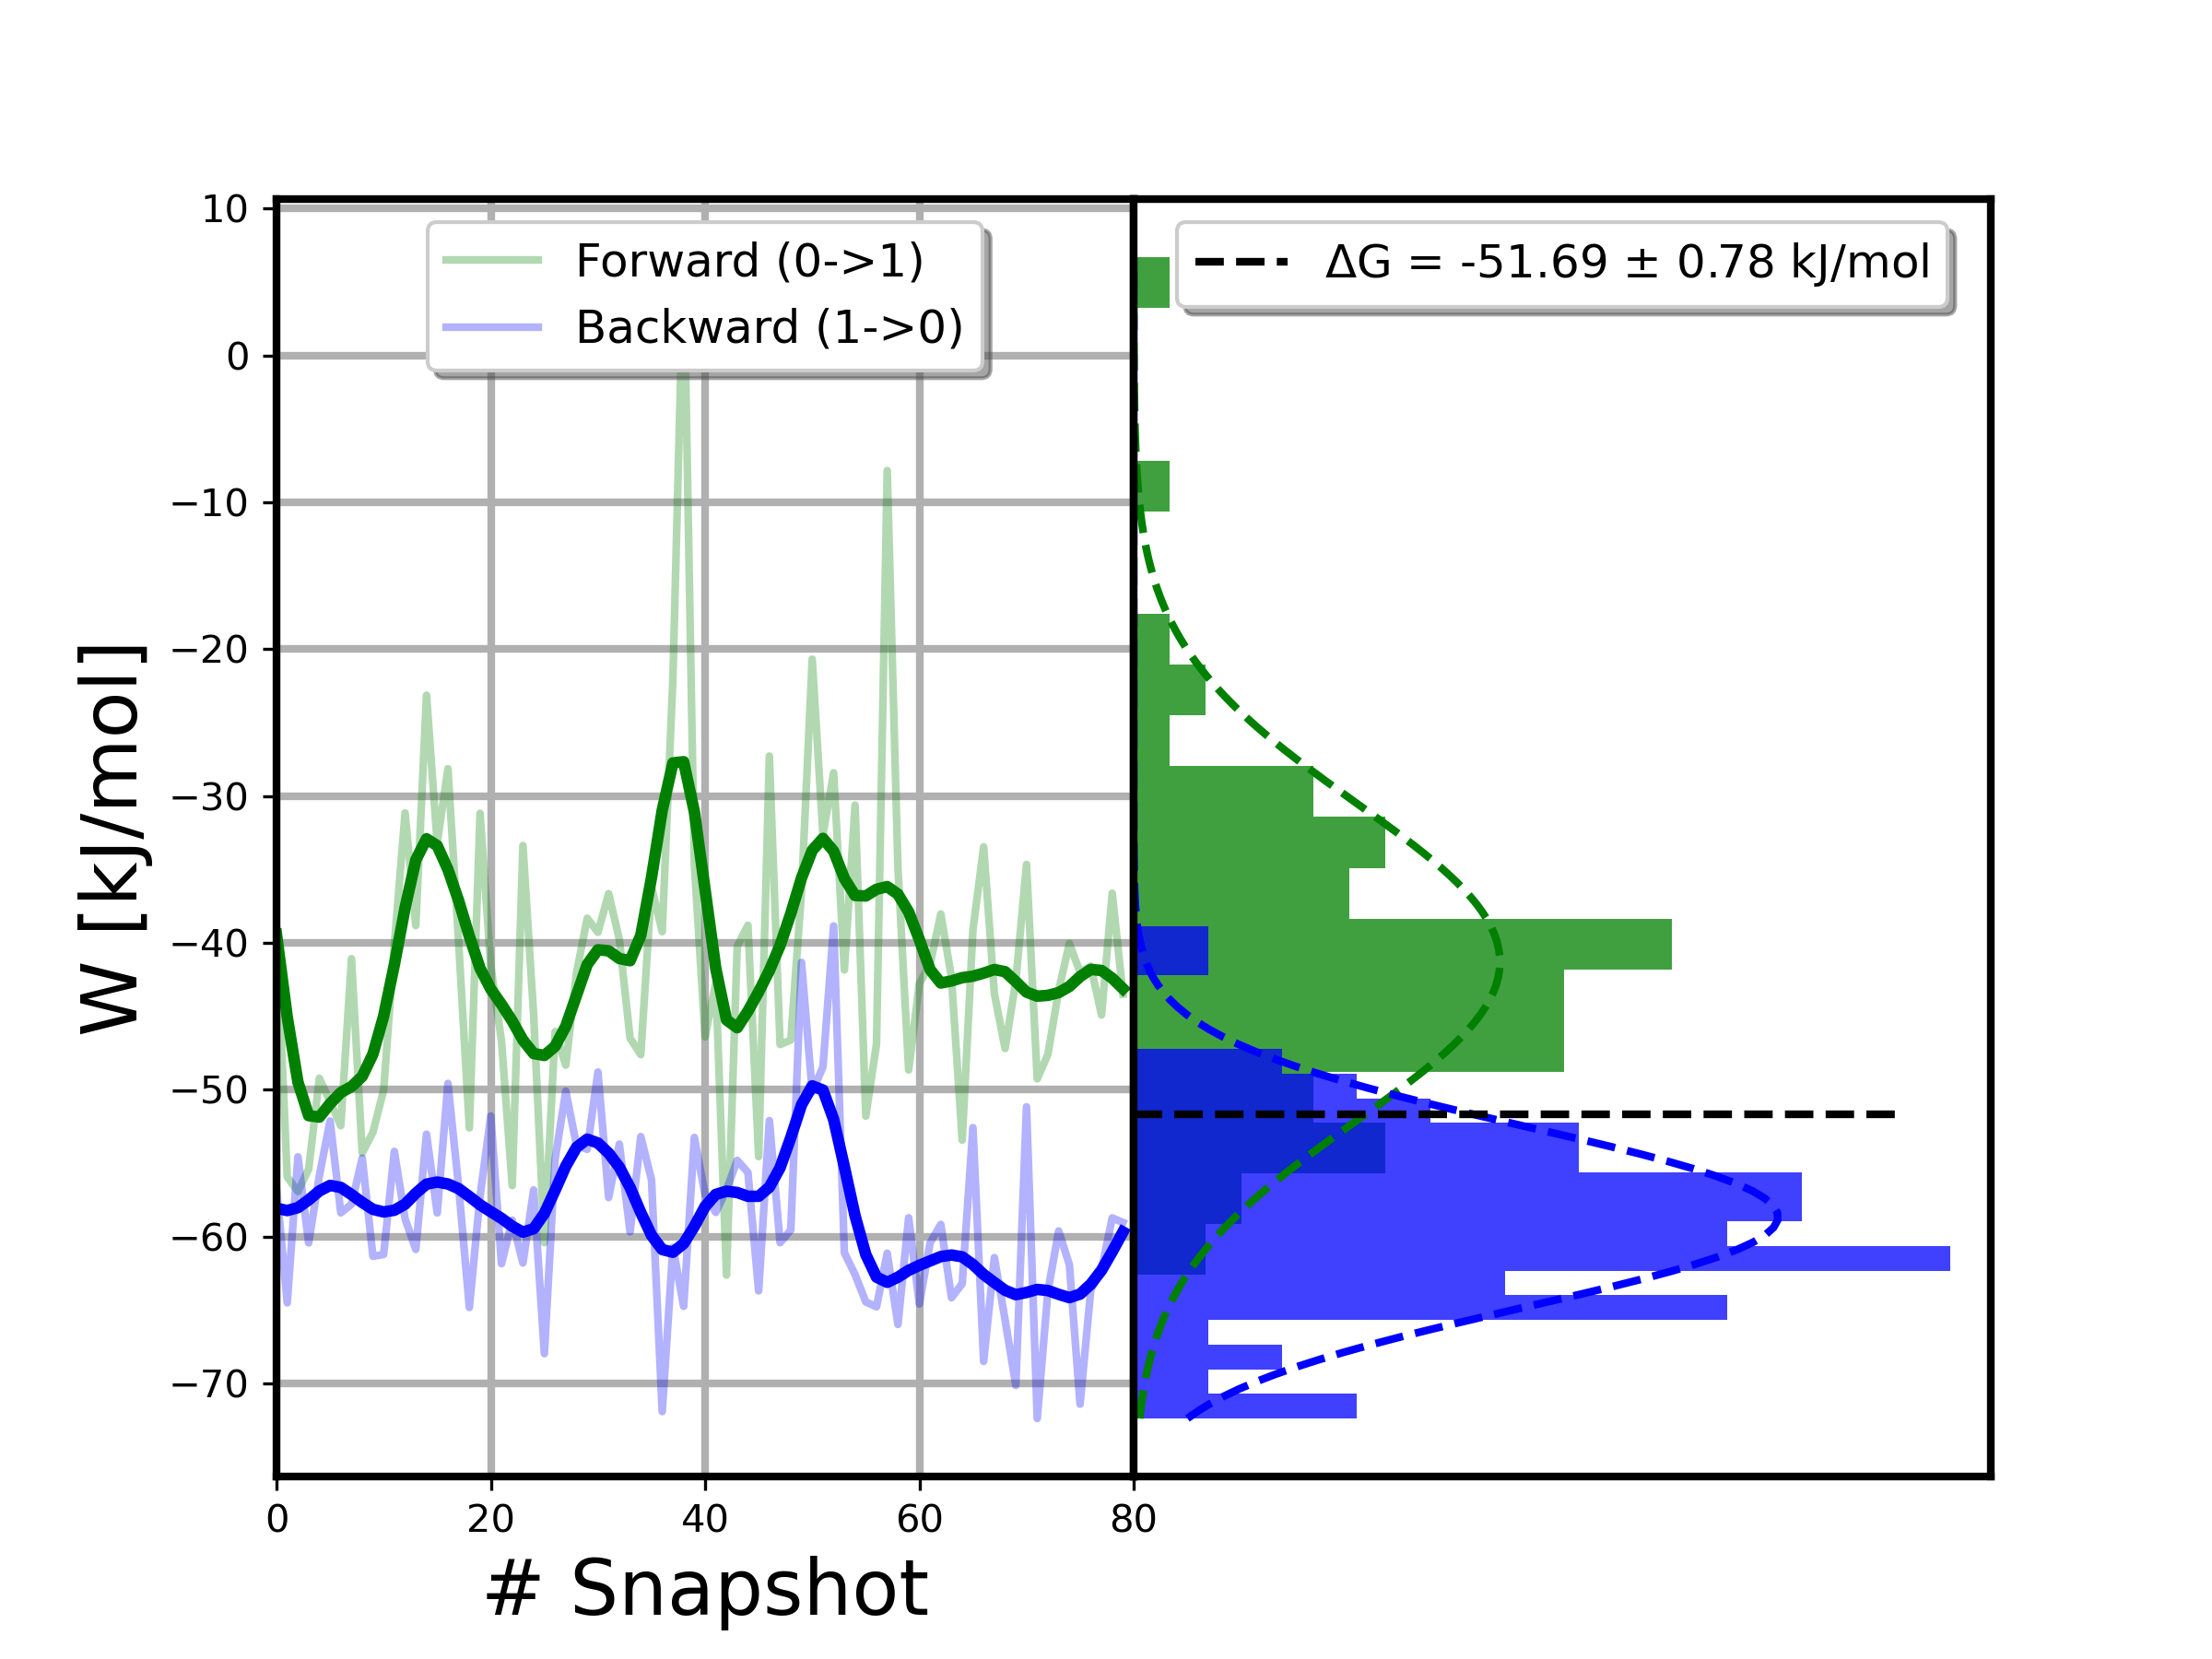 Forward (0->1)
Backward (1->0)
ΔG = -51.69 ± 0.78 kJ/mol
W [kJ/mol]
10
0
−10
−20
−30
−40
−50
−60
−70
0 20 40 60 80
# Snapshot